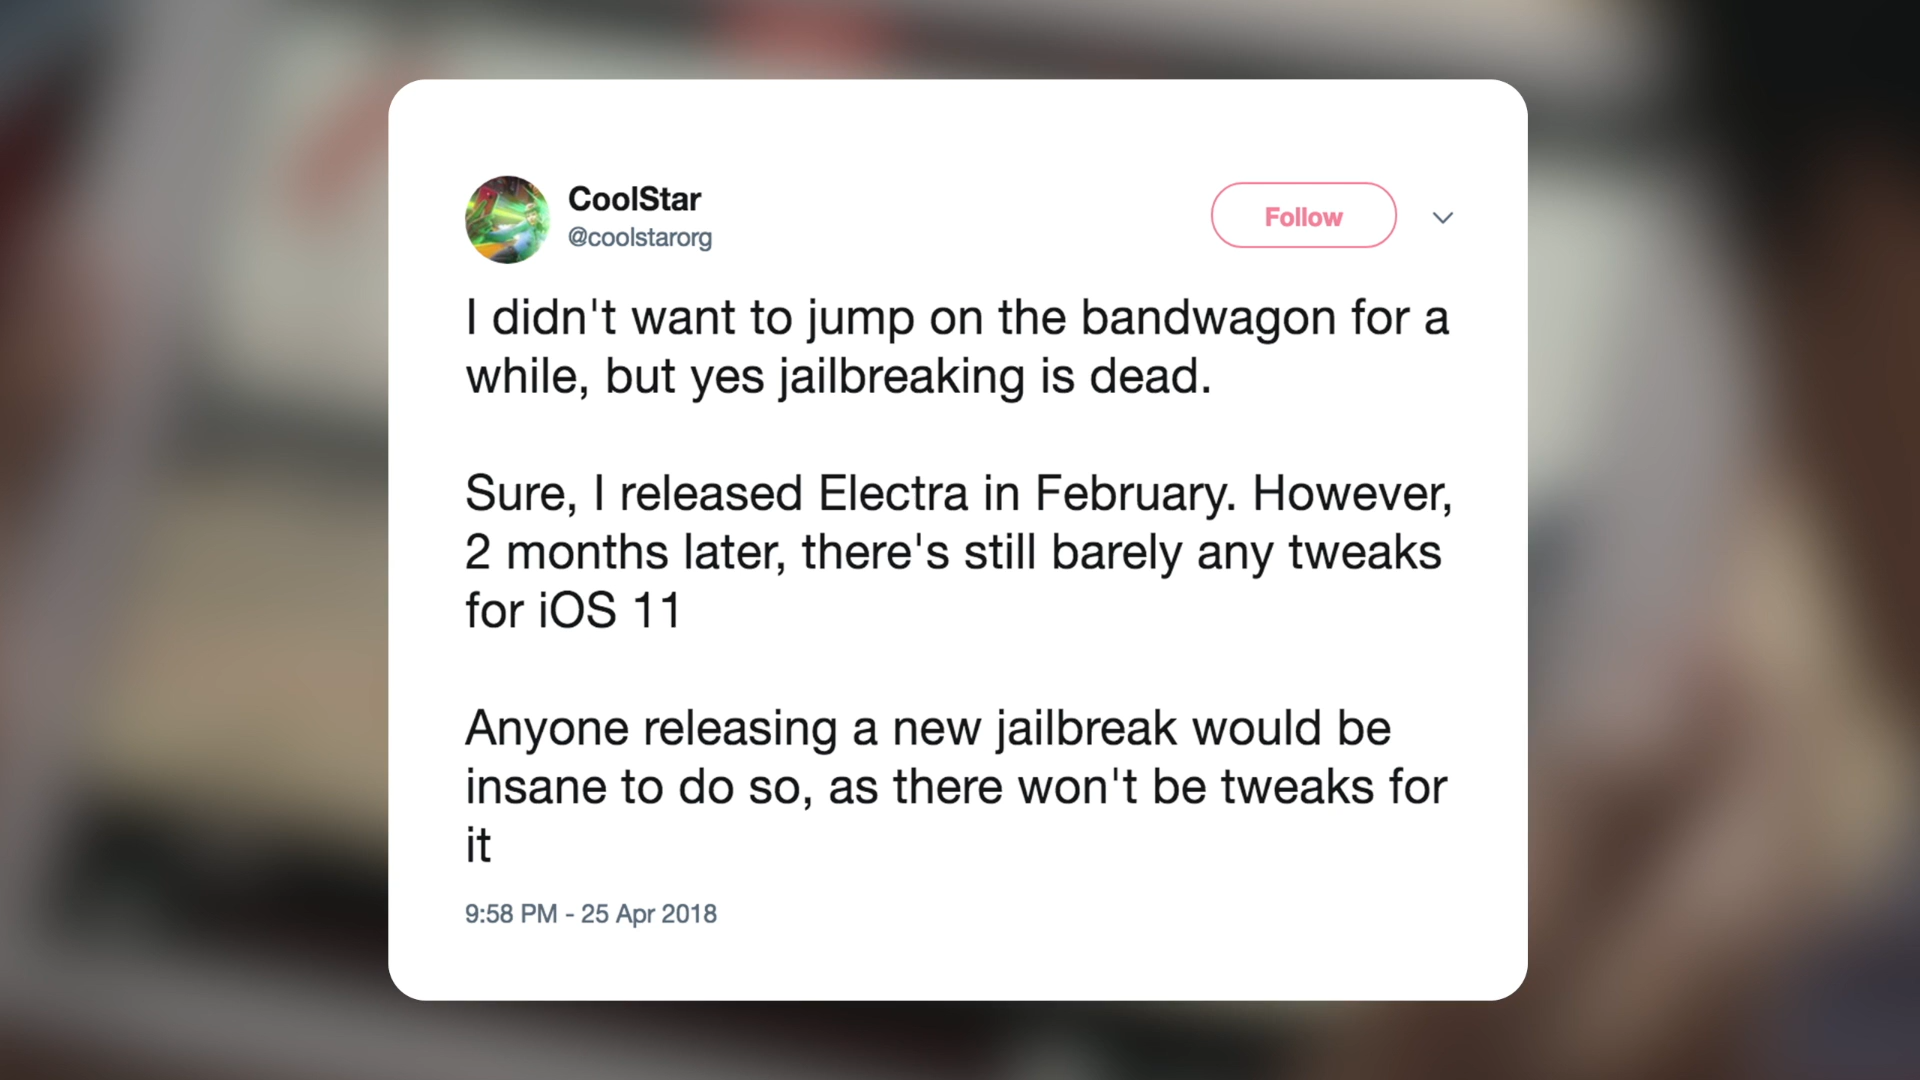 CoolStar
@coolstarorg
Follow
I didn't want to jump on the bandwagon for a
while, but yes jailbreaking is dead.
Sure, I released Electra in February. However,
2 months later, there's still barely any tweaks
for iOS 11
Anyone releasing a new jailbreak would be
insane to do so, as there won't be tweaks for
it
9:58 PM - 25 Apr 2018